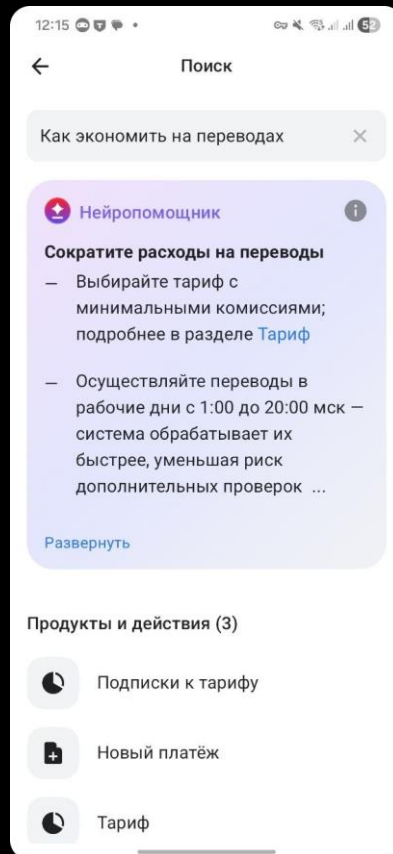 12:15
52
Поиск
Как экономить на переводах
Нейропомощник
Сократите расходы на переводы
— Выбирайте тариф с
минимальными комиссиями;
подробнее в разделе Тариф
— Осуществляйте переводы в
рабочие дни с 1:00 до 20:00 мск —
система обрабатывает их
быстрее, уменьшая риск
дополнительных проверок ...
Развернуть
Продукты и действия (3)
Подписки к тарифу
Новый платёж
Тариф